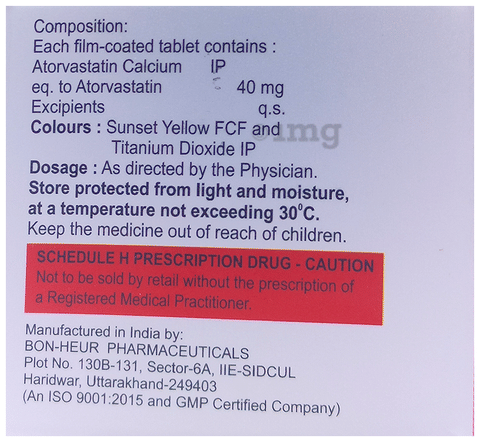 Composition:
Each film-coated tablet contains :
Atorvastatin Calcium IP
eq. to Atorvastatin 40 mg
Excipients q.s.
Colours : Sunset Yellow FCF and
Titanium Dioxide IP
Dosage : As directed by the Physician.
Store protected from light and moisture,
at a temperature not exceeding 30°C.
Keep the medicine out of reach of children.
SCHEDULE H PRESCRIPTION DRUG - CAUTION
Not to be sold by retail without the prescription of
a Registered Medical Practitioner.
Manufactured in India by:
BON-HEUR PHARMACEUTICALS
Plot No. 130B-131, Sector-6A, IIE-SIDCUL
Haridwar, Uttarakhand-249403
(An ISO 9001:2015 and GMP Certified Company)
1mg